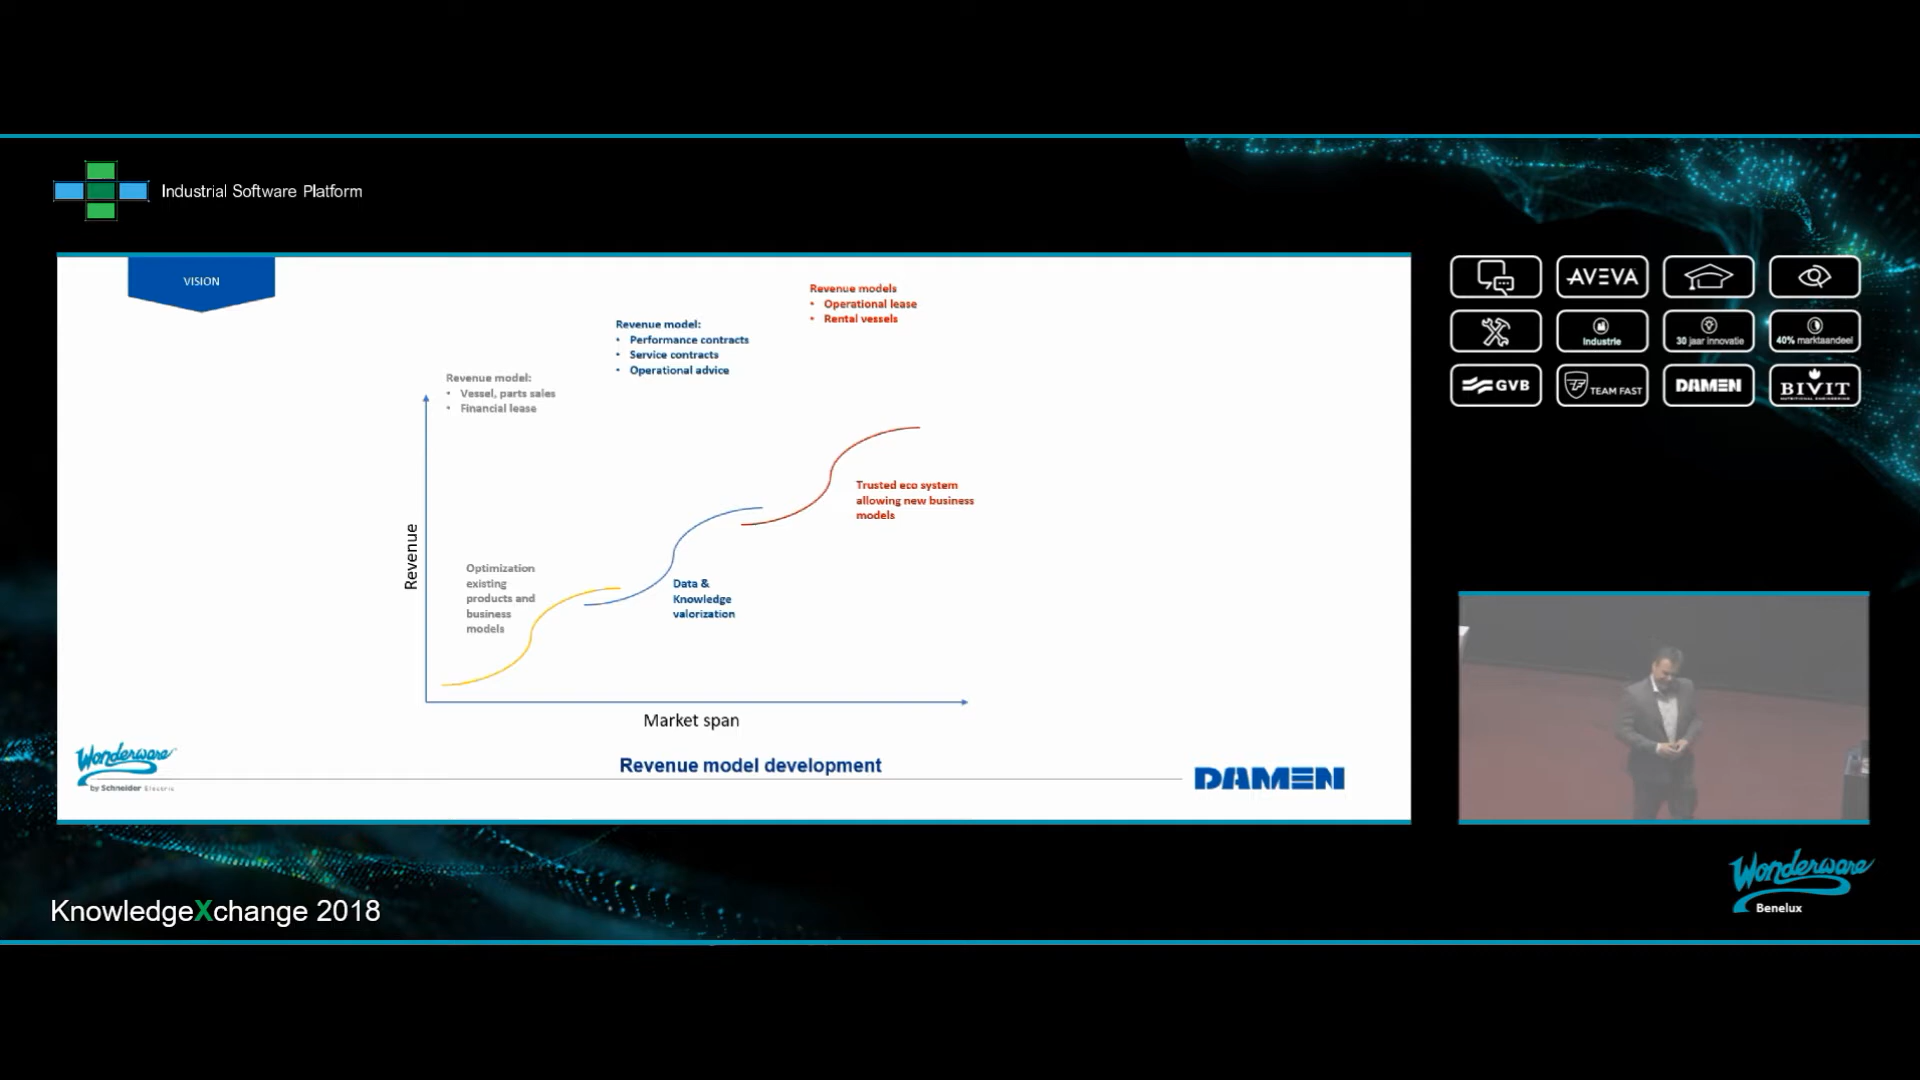 Industrial Software Platform
VISION
Revenue models
• Operational lease
• Rental vessels
Revenue model:
• Performance contracts
• Service contracts
• Operational advice
Revenue model:
• Vessel, parts sales
• Financial lease
Revenue
Trusted eco system
allowing new business
models
Optimization
existing
products and
business
models
Data &
Knowledge
valorization
Market span
Wonderware
by Schneider Electric
Revenue model development
DAMEN
AVEVA
Industrie
30 jaar innovatie
40% marktaandeel
GVB
TEAM FAST
DAMEN
BIVIT
NUTRITIONAL ENGINEERING
KnowledgeXchange 2018
Wonderware
Benelux